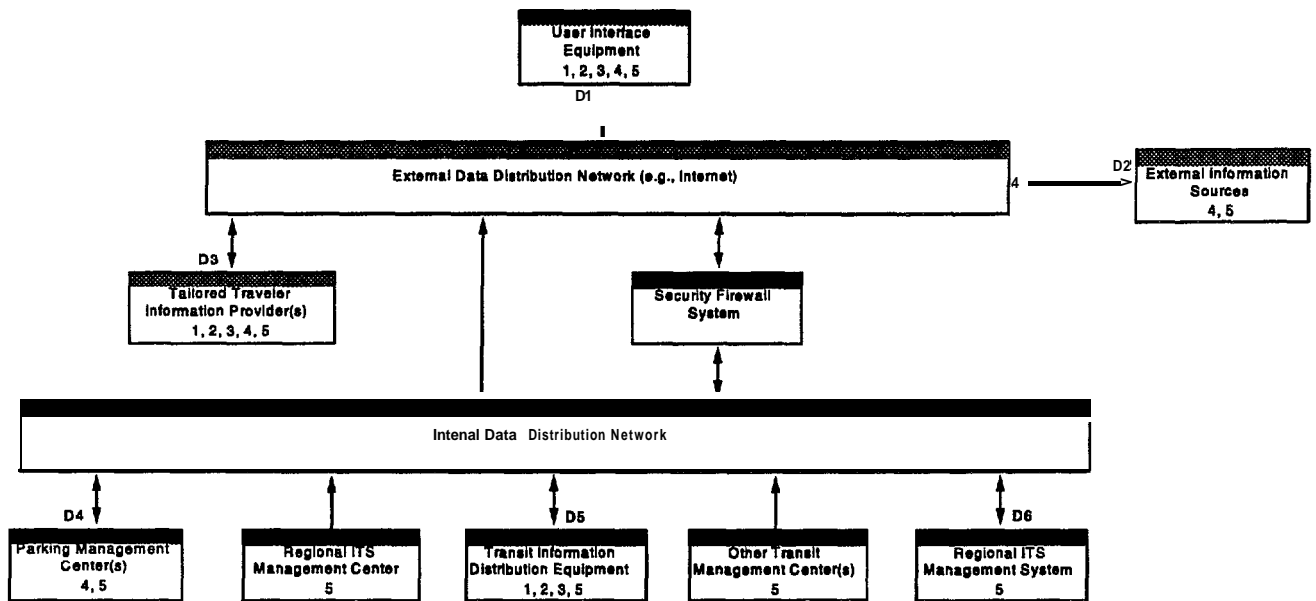 User Interface
Equipment
1, 2, 3, 4, 5
D1
External Data Distribution Network (e.g., Internet)
4
D2
External Information
Sources
4, 5
D3
Tailored Traveler
Information Provider(s)
1, 2, 3, 4, 5
Security Firewall
System
Intenal Data Distribution Network
D4
Parking Management
Center(s)
4, 5
Regional ITS
Management Center
5
D5
Transit Information
Distribution Equipment
1, 2, 3, 5
Other Transit
Management Center(s)
5
D6
Regional ITS
Management System
5